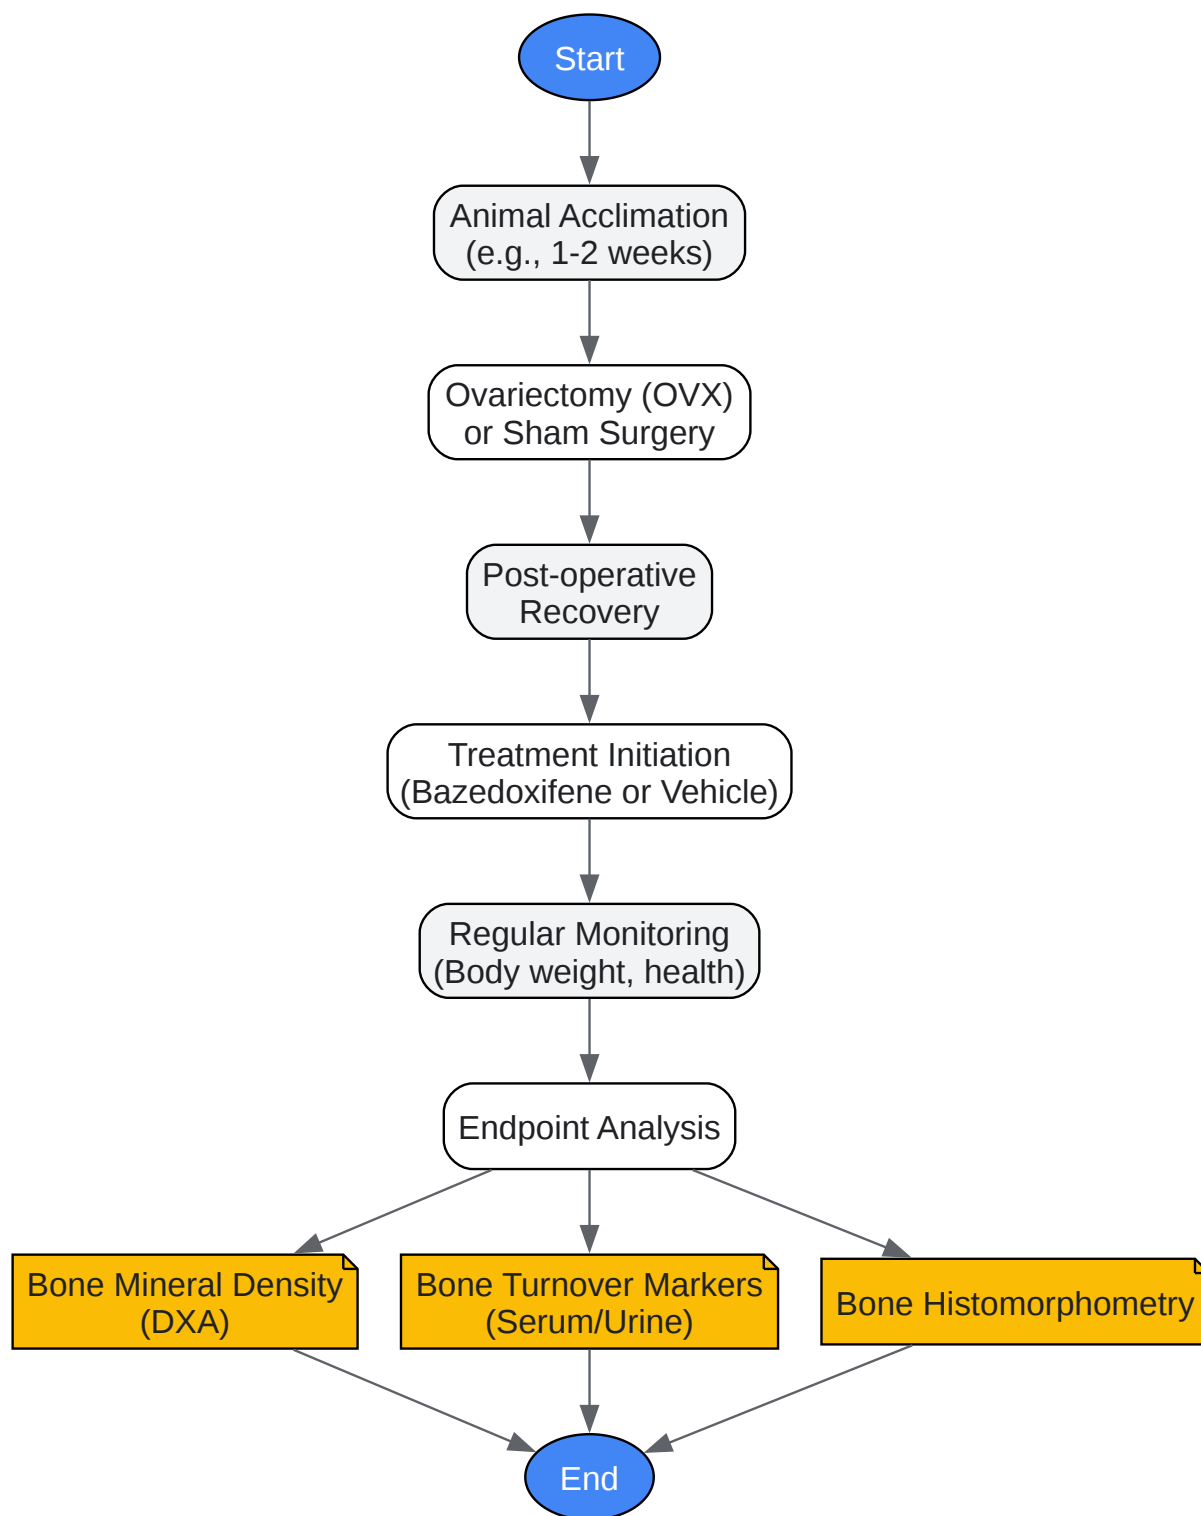 Start
Animal Acclimation
(e.g., 1-2 weeks)
Ovariectomy (OVX)
or Sham Surgery
Post-operative
Recovery
Treatment Initiation
(Bazedoxifene or Vehicle)
Regular Monitoring
(Body weight, health)
Endpoint Analysis
Bone Mineral Density
(DXA)
Bone Turnover Markers
(Serum/Urine)
Bone Histomorphometry
End